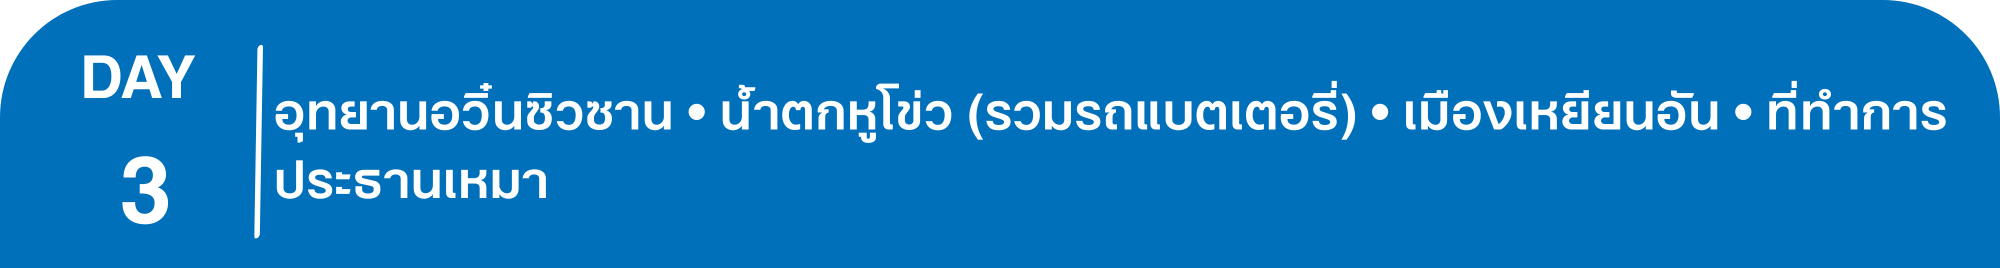 DAY
3
อุทยานอวิ๋นซิวซาน • น้ำตกหูโข่ว (รวมรถแบตเตอรี่) • เมืองเหยียนอัน • ที่ทำการ
ประธานเหมา